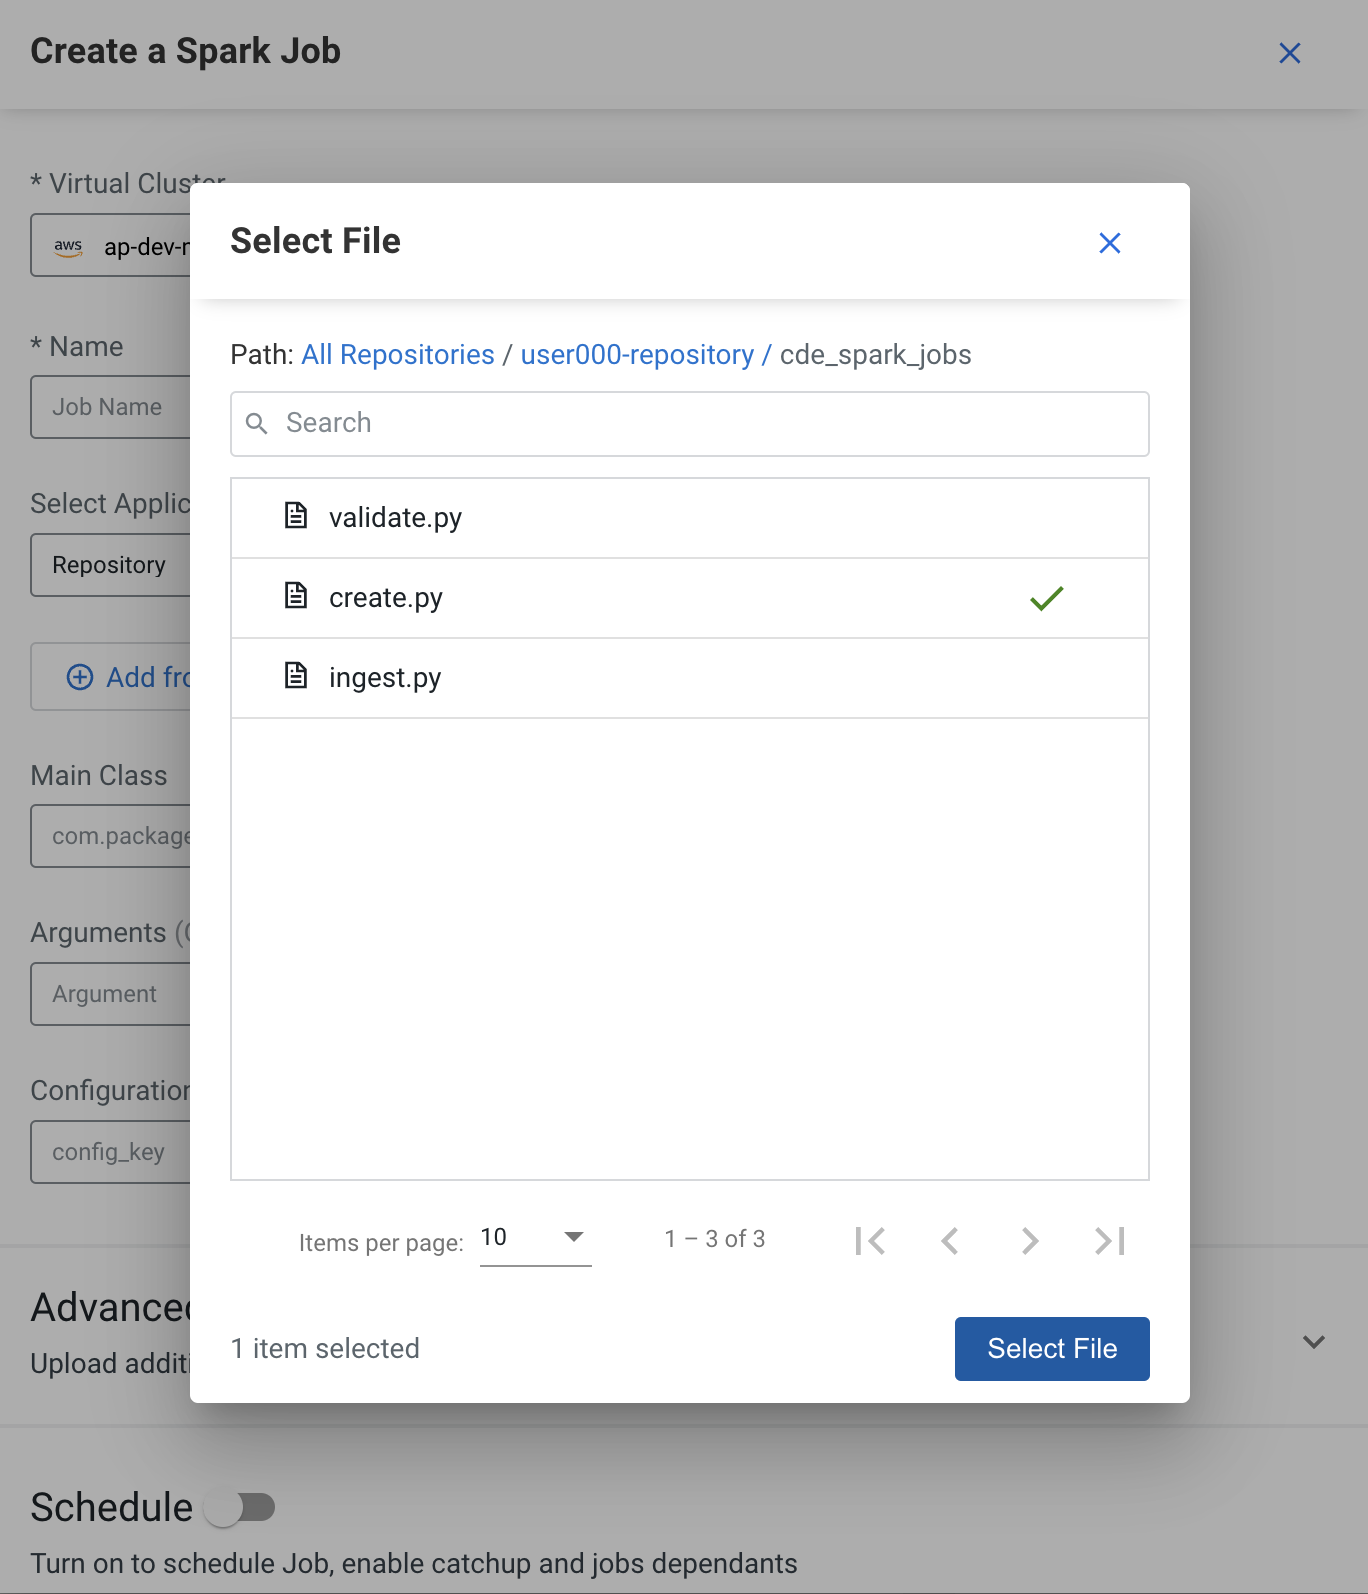 Create a Spark Job
* Virtual Cluster
aws ap-dev-
Select File
Path: All Repositories / user000-repository / cde_spark_jobs
* Name
Job Name
Search
Select Applic
validate.py
Repository
create.py
Add fro
ingest.py
Main Class
com.package
Arguments (
Argument
Configuration
config_key
Items per page: 10 1 – 3 of 3
Advanced
Upload additi
1 item selected Select File
Schedule
Turn on to schedule Job, enable catchup and jobs dependants